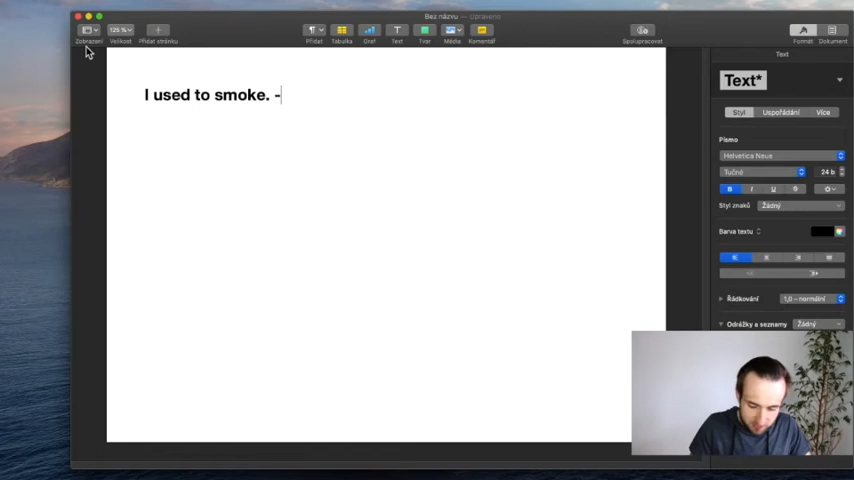 Bez názvu — Upraveno
125 %
Zobrazení
Velikost
Přidat stránku
Přidat
Tabulka
Graf
Text
Tvar
Média
Komentář
Spolupracovat
Formát
Dokument
Text
I used to smoke. -
Text*
Styl
Uspořádání
Více
Písmo
Helvetica Neue
Tučné
24 b
B I U S
Styl znaků
Žádný
Barva textu
Řádkování
1,0 – normální
Odrážky a seznamy
Žádný